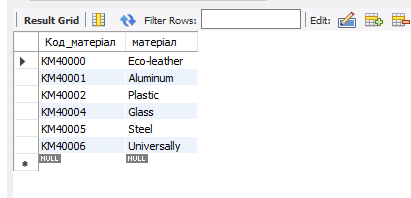 Result Grid Filter Rows: Edit:
Код_матеріал матеріал
KM40000 Eco-leather
KM40001 Aluminum
KM40002 Plastic
KM40004 Glass
KM40005 Steel
KM40006 Universally
NULL NULL